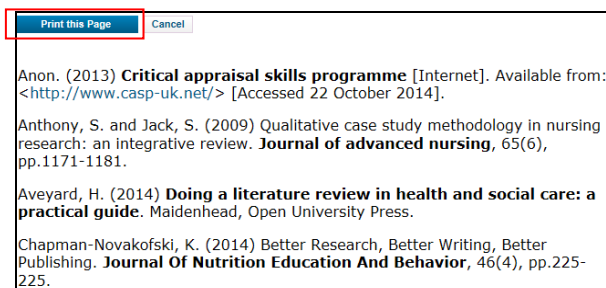 Print this Page Cancel
Anon. (2013) Critical appraisal skills programme [Internet]. Available from:
<http://www.casp-uk.net/> [Accessed 22 October 2014].
Anthony, S. and Jack, S. (2009) Qualitative case study methodology in nursing
research: an integrative review. Journal of advanced nursing, 65(6),
pp.1171-1181.
Aveyard, H. (2014) Doing a literature review in health and social care: a
practical guide. Maidenhead, Open University Press.
Chapman-Novakofski, K. (2014) Better Research, Better Writing, Better
Publishing. Journal Of Nutrition Education And Behavior, 46(4), pp.225-
225.